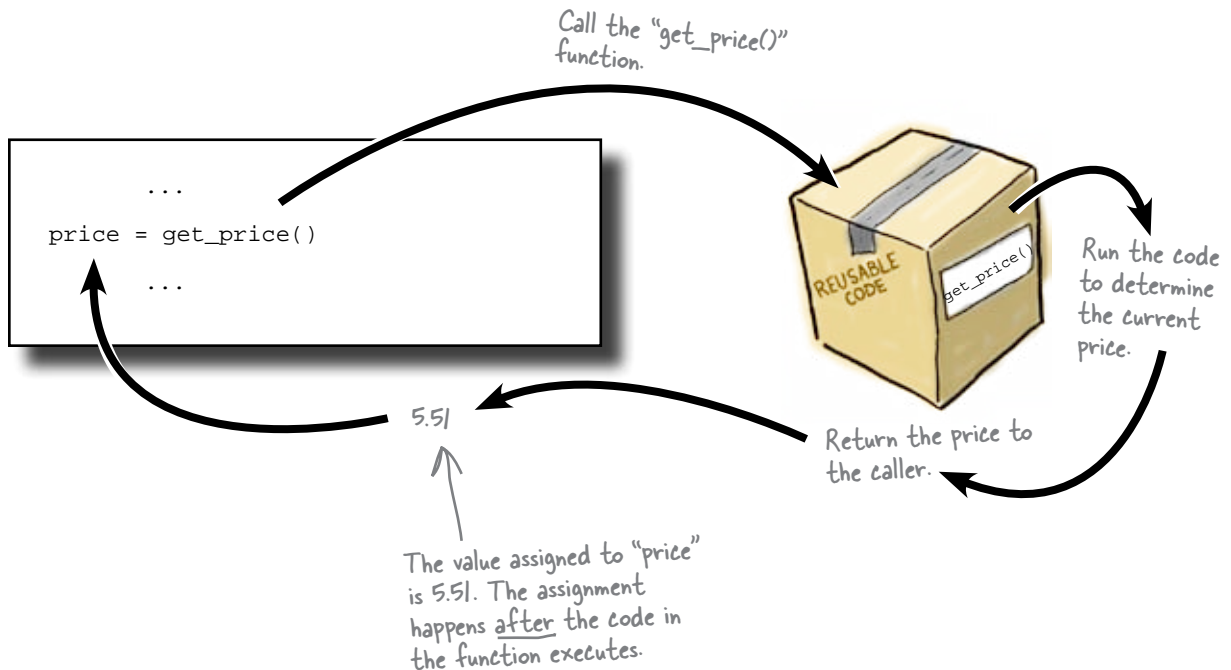 Call the “get_price()”
function.
...
price = get_price()
...
REUSABLE
CODE
get_price()
Run the code
to determine
the current
price.
Return the price to
the caller.
5.51
The value assigned to “price”
is 5.51. The assignment
happens after the code in
the function executes.